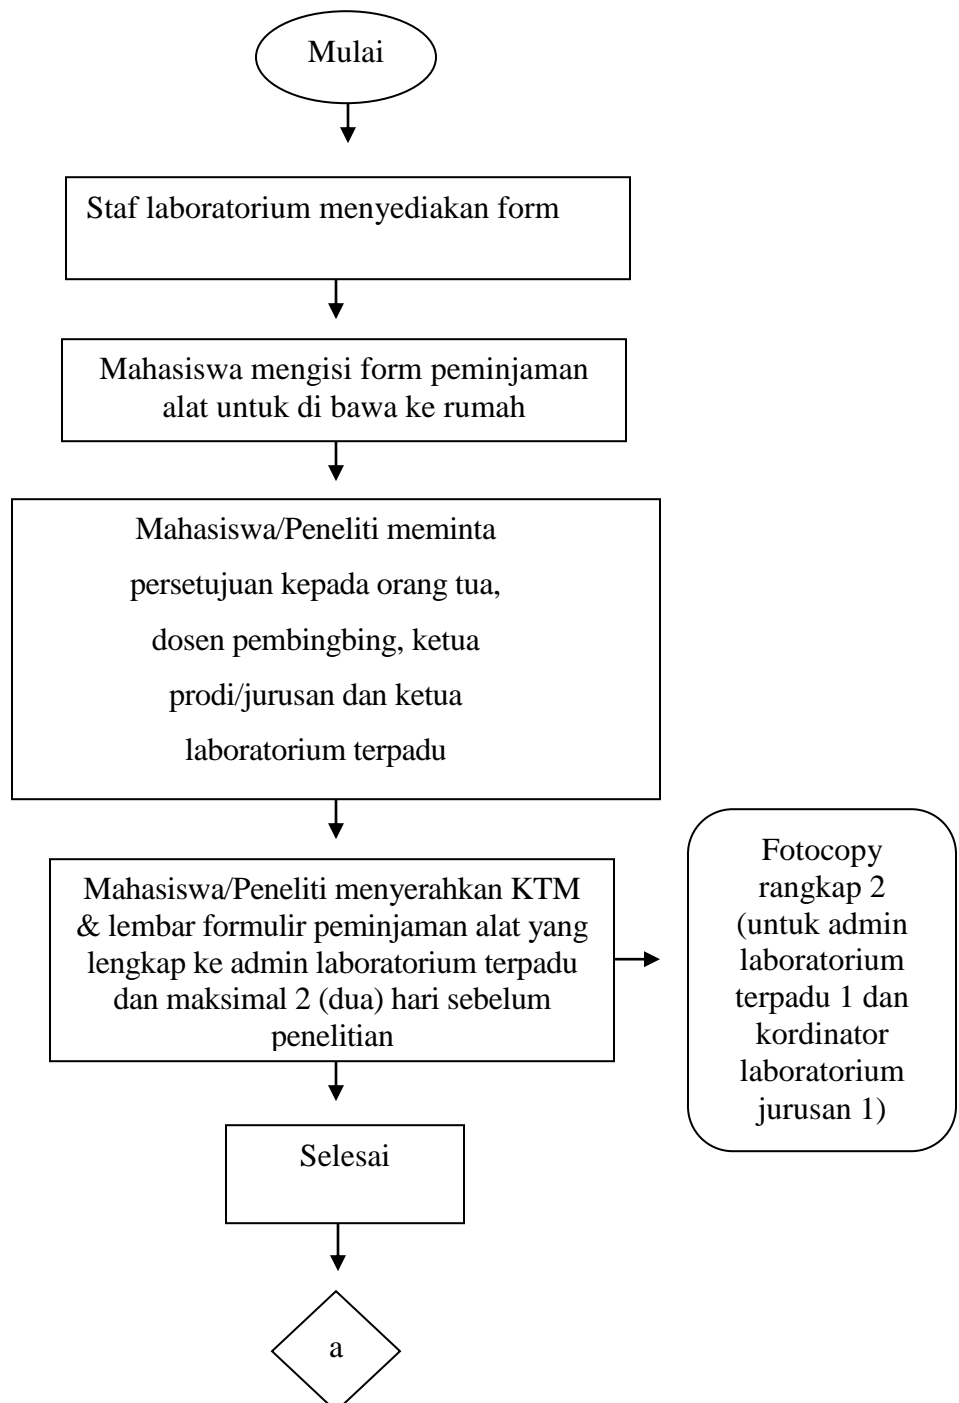 Mulai
Staf laboratorium menyediakan form
Mahasiswa mengisi form peminjaman
alat untuk di bawa ke rumah
Mahasiswa/Peneliti meminta
persetujuan kepada orang tua,
dosen pembingbing, ketua
prodi/jurusan dan ketua
laboratorium terpadu
Mahasiswa/Peneliti menyerahkan KTM
& lembar formulir peminjaman alat yang
lengkap ke admin laboratorium terpadu
dan maksimal 2 (dua) hari sebelum
penelitian
Fotocopy
rangkap 2
(untuk admin
laboratorium
terpadu 1 dan
kordinator
laboratorium
jurusan 1)
Selesai
a